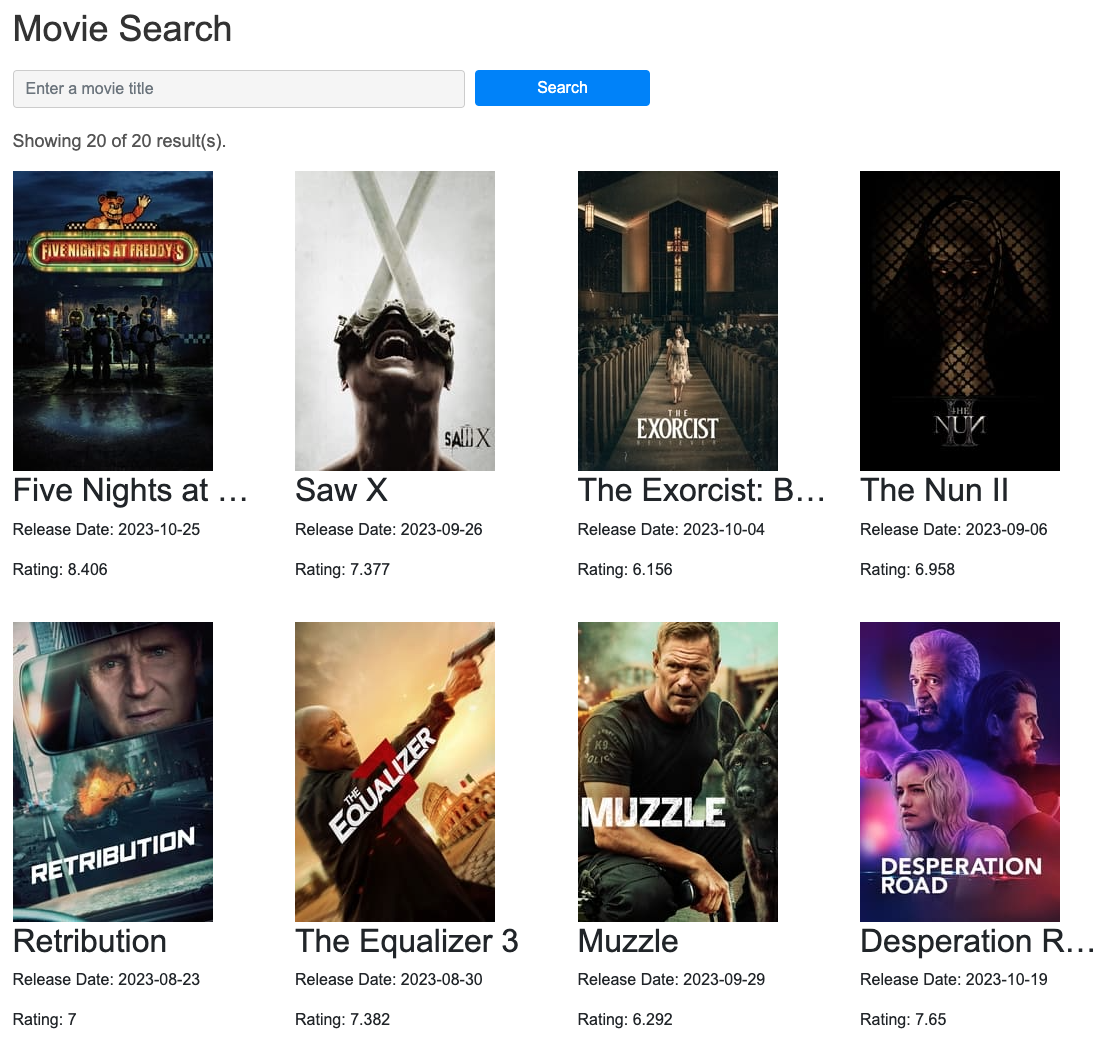 Movie Search
Enter a movie title
Search
Showing 20 of 20 result(s).
FIVE NIGHTS AT FREDDY'S
SAW X
THE
EXORCIST
BELIEVER
THE
NUN
II
Five Nights at …
Saw X
The Exorcist: B…
The Nun II
Release Date: 2023-10-25
Release Date: 2023-09-26
Release Date: 2023-10-04
Release Date: 2023-09-06
Rating: 8.406
Rating: 7.377
Rating: 6.156
Rating: 6.958
RETRIBUTION
THE
EQUALIZER
3
K9
POLICE
MUZZLE
DESPERATION
ROAD
Retribution
The Equalizer 3
Muzzle
Desperation R…
Release Date: 2023-08-23
Release Date: 2023-08-30
Release Date: 2023-09-29
Release Date: 2023-10-19
Rating: 7
Rating: 7.382
Rating: 6.292
Rating: 7.65